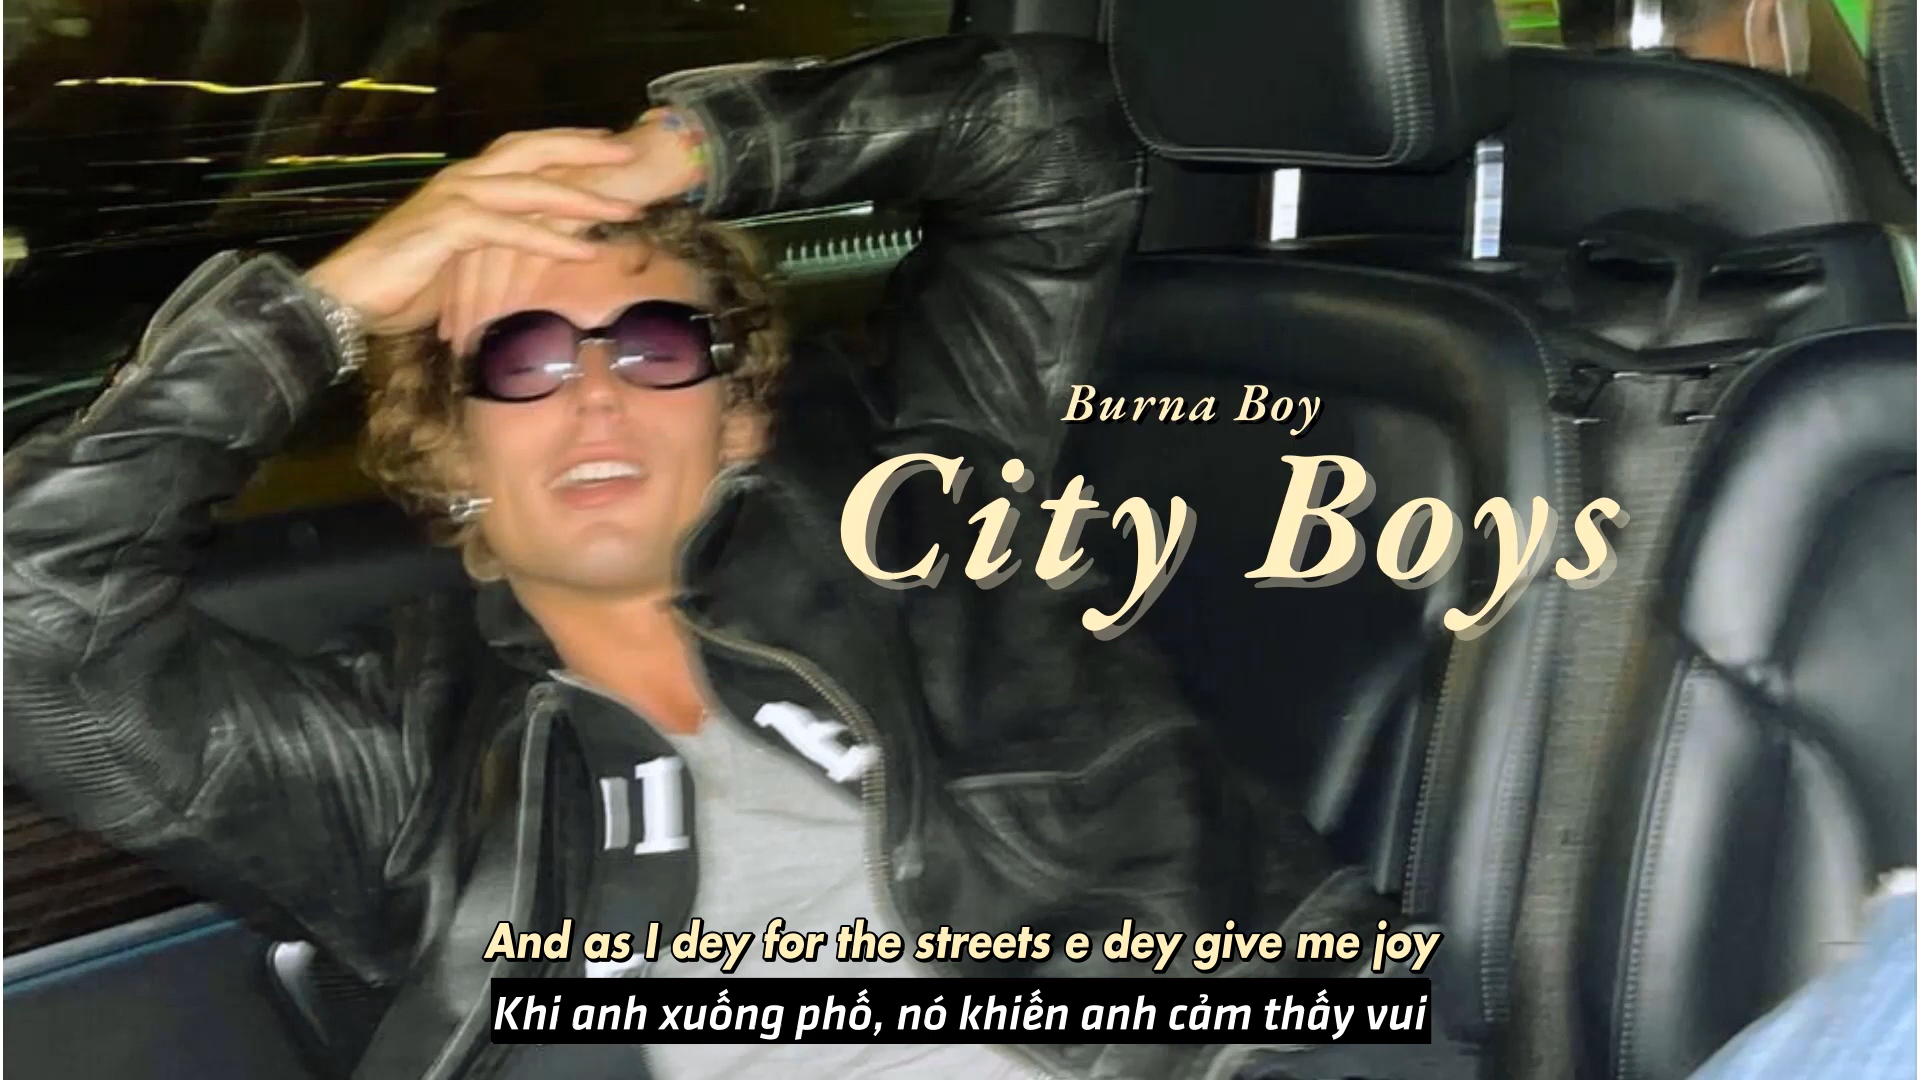 Burna Boy
City Boys
And as I dey for the streets e dey give me joy
Khi anh xuống phố, nó khiến anh cảm thấy vui